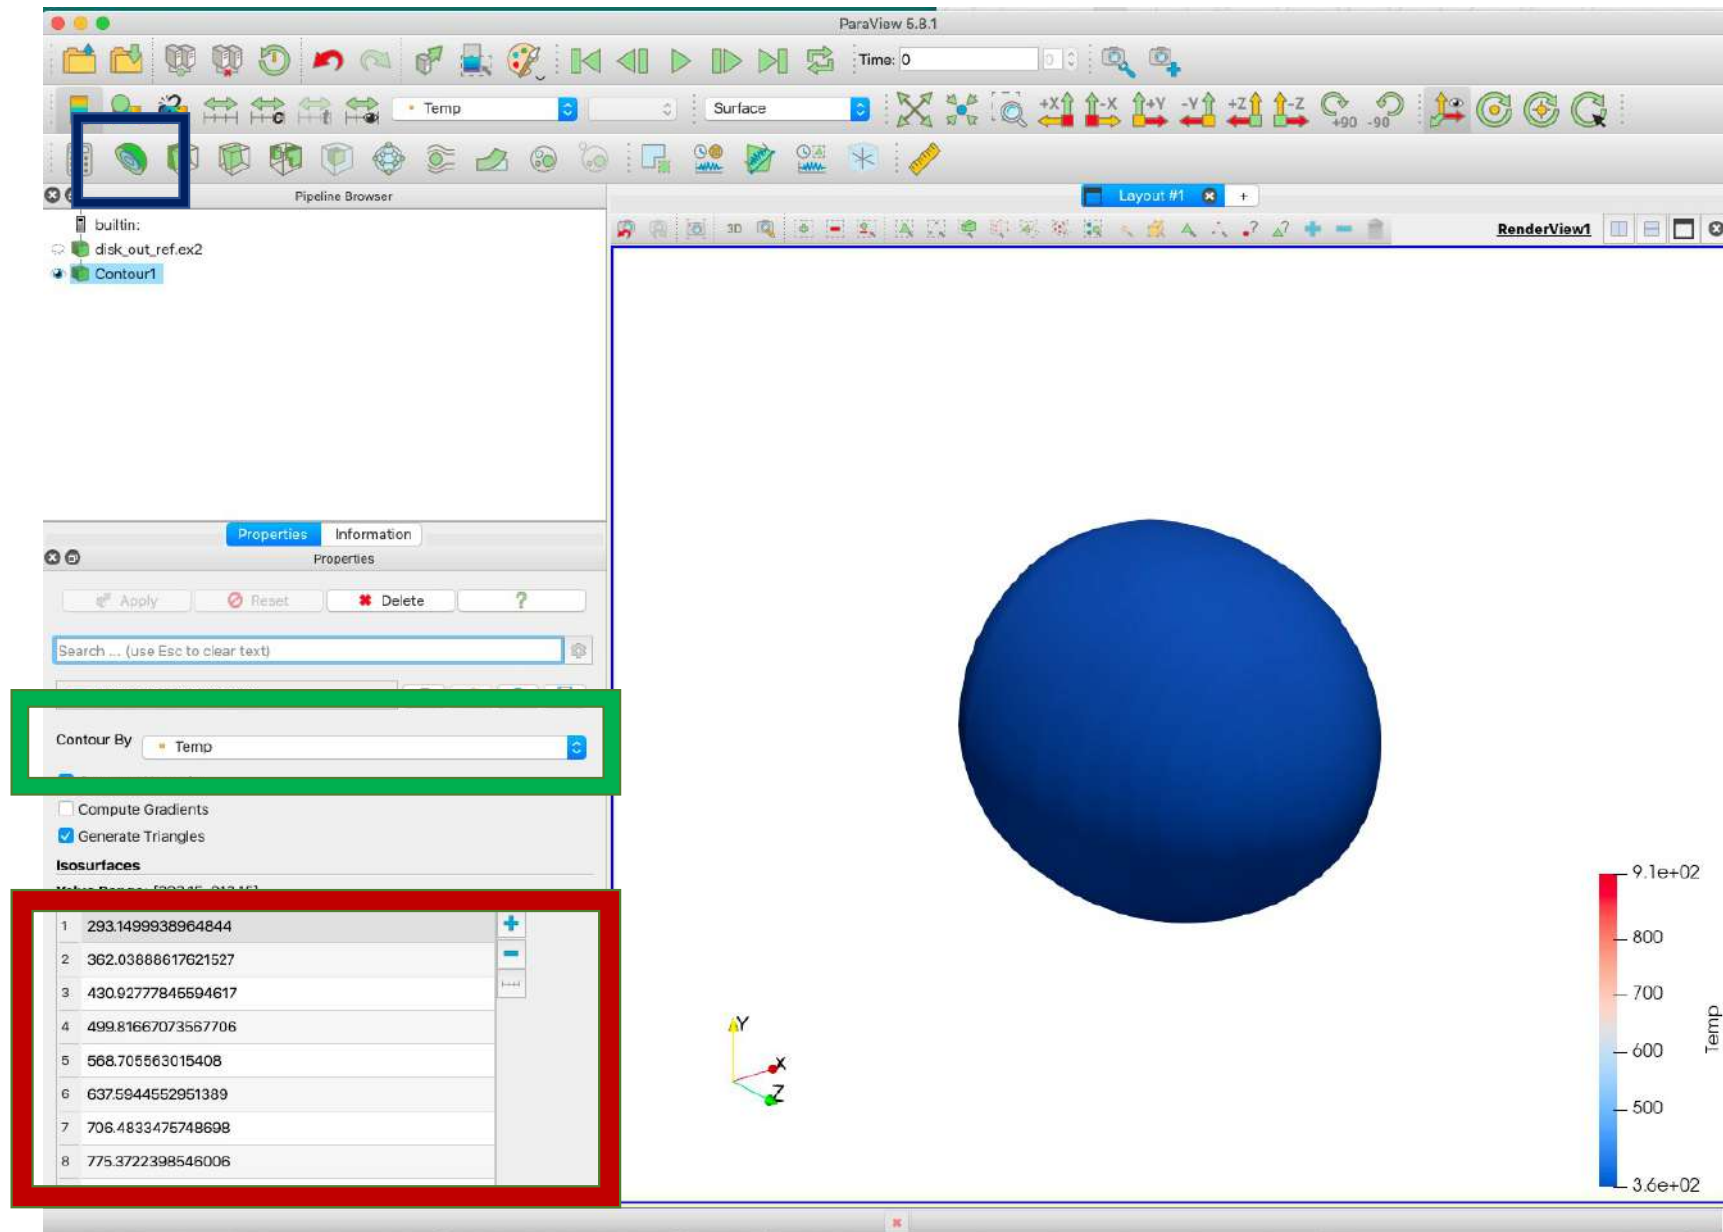 ParaView 5.8.1
Time: 0
0
Temp
Surface
+X
-X
+Y
-Y
+Z
-Z
+90
-90
Pipeline Browser
Layout #1
+
builtin:
disk_out_ref.ex2
Contour1
3D
RenderView1
Properties
Information
Properties
Apply
Reset
Delete
?
Search ... (use Esc to clear text)
Contour By
Temp
Compute Gradients
Generate Triangles
Isosurfaces
1 293.1499938964844
2 362.03888617621527
3 430.92777845594617
4 499.81667073567706
5 568.705563015408
6 637.5944552951389
7 706.4833475748698
8 775.3722398546006
Y
X
Z
9.1e+02
800
700
600
500
3.6e+02
Temp